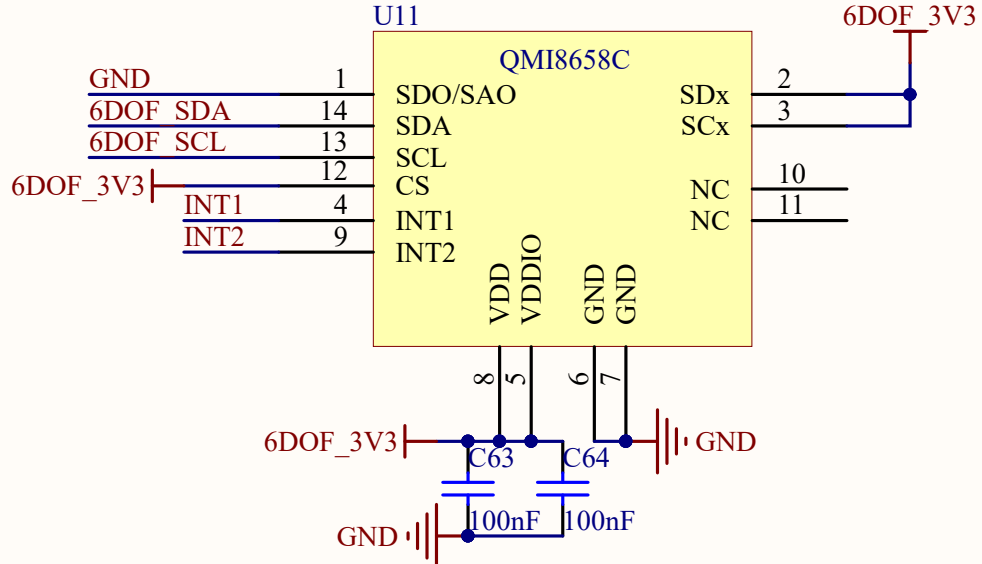 U11
6DOF_3V3
QMI8658C
GND 1 SDO/SAO SDx 2
6DOF_SDA 14 SDA SCx 3
6DOF_SCL 13 SCL
6DOF_3V3 12 CS NC 10
INT1 4 INT1 NC 11
INT2 9 INT2
VDD VDDIO GND GND
8 5 6 7
6DOF_3V3 C63 C64 GND
GND 100nF 100nF